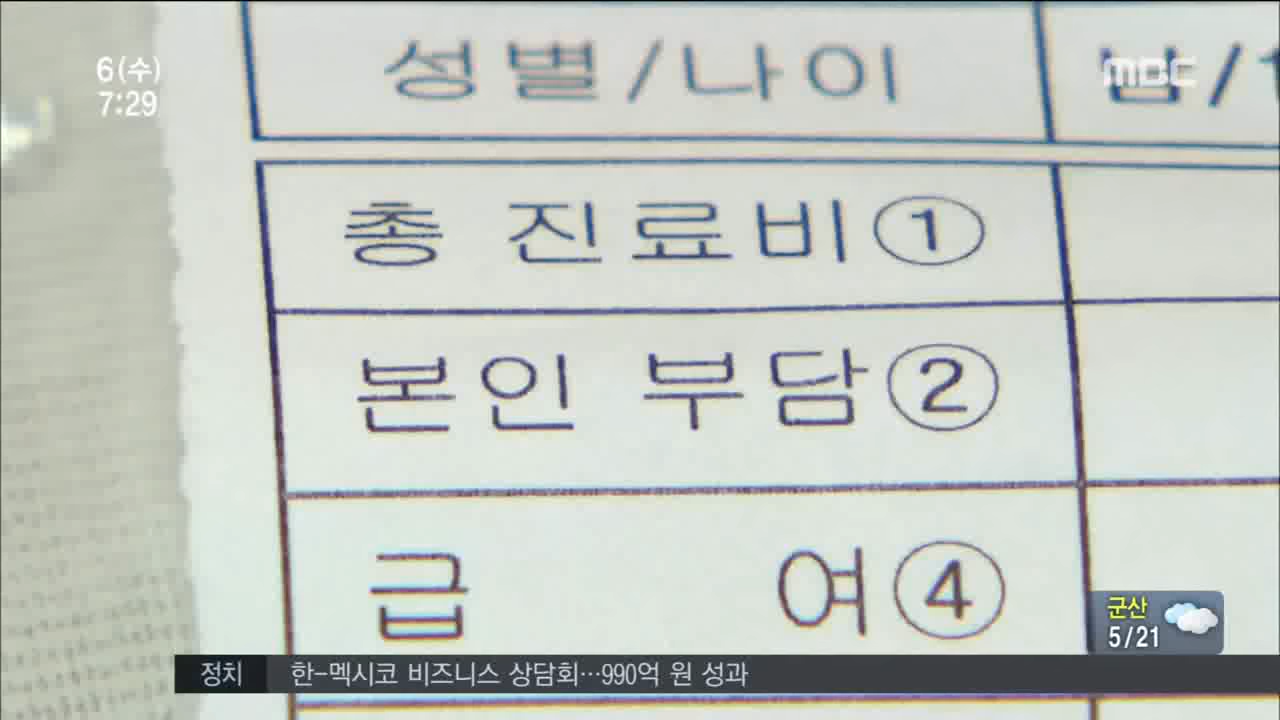 6(수)
7:29
MBC
성별/나이
총 진료비①
본인 부담②
급 여④
군산
5/21
정치 한-멕시코 비즈니스 상담회…990억 원 성과